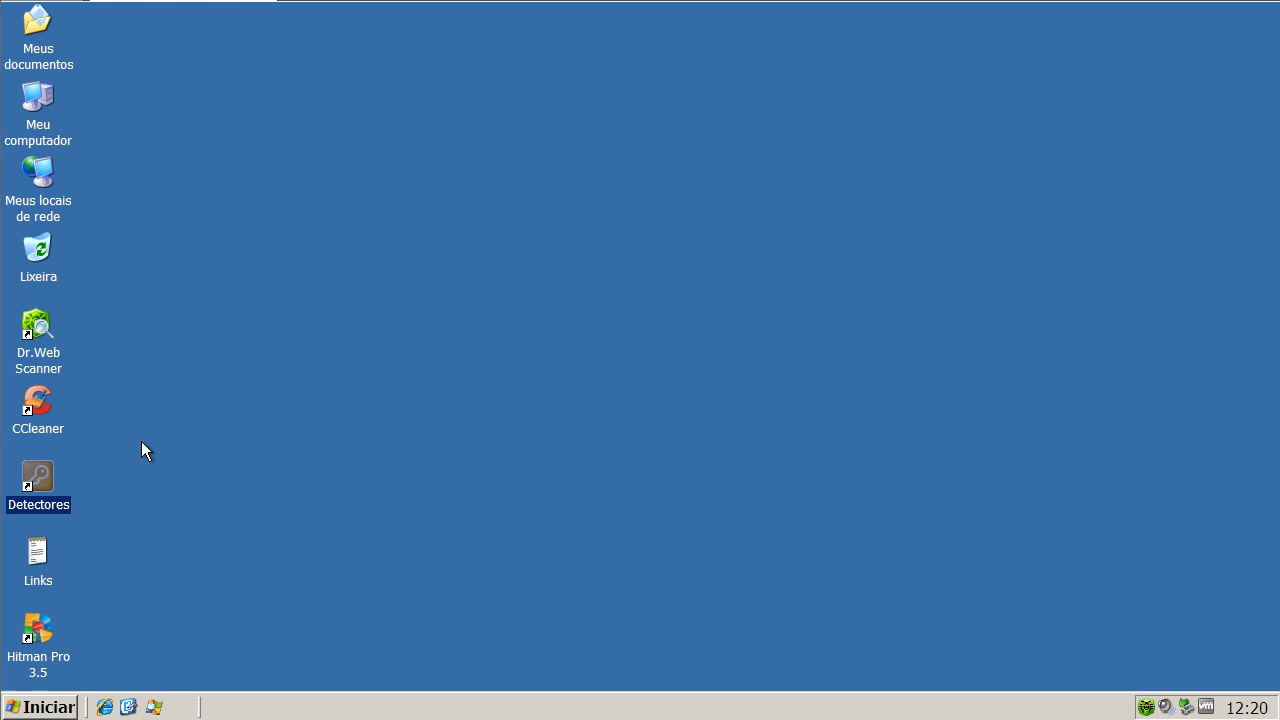 Meus
documentos
Meu
computador
Meus locais
de rede
Lixeira
Dr.Web
Scanner
CCleaner
Detectores
Links
Hitman Pro
3.5
Iniciar
vm
12:20